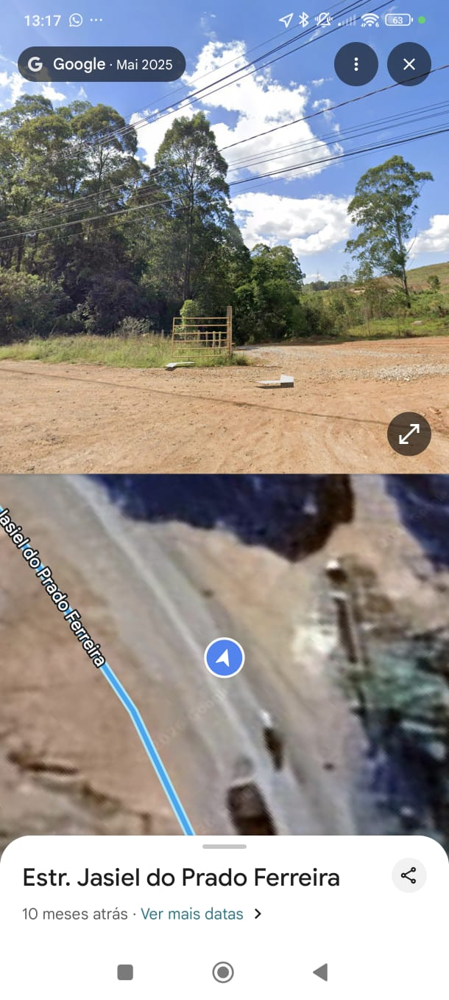 13:17
63
Google · Mai 2025
Jasiel do Prado Ferreira
Estr. Jasiel do Prado Ferreira
10 meses atrás · Ver mais datas